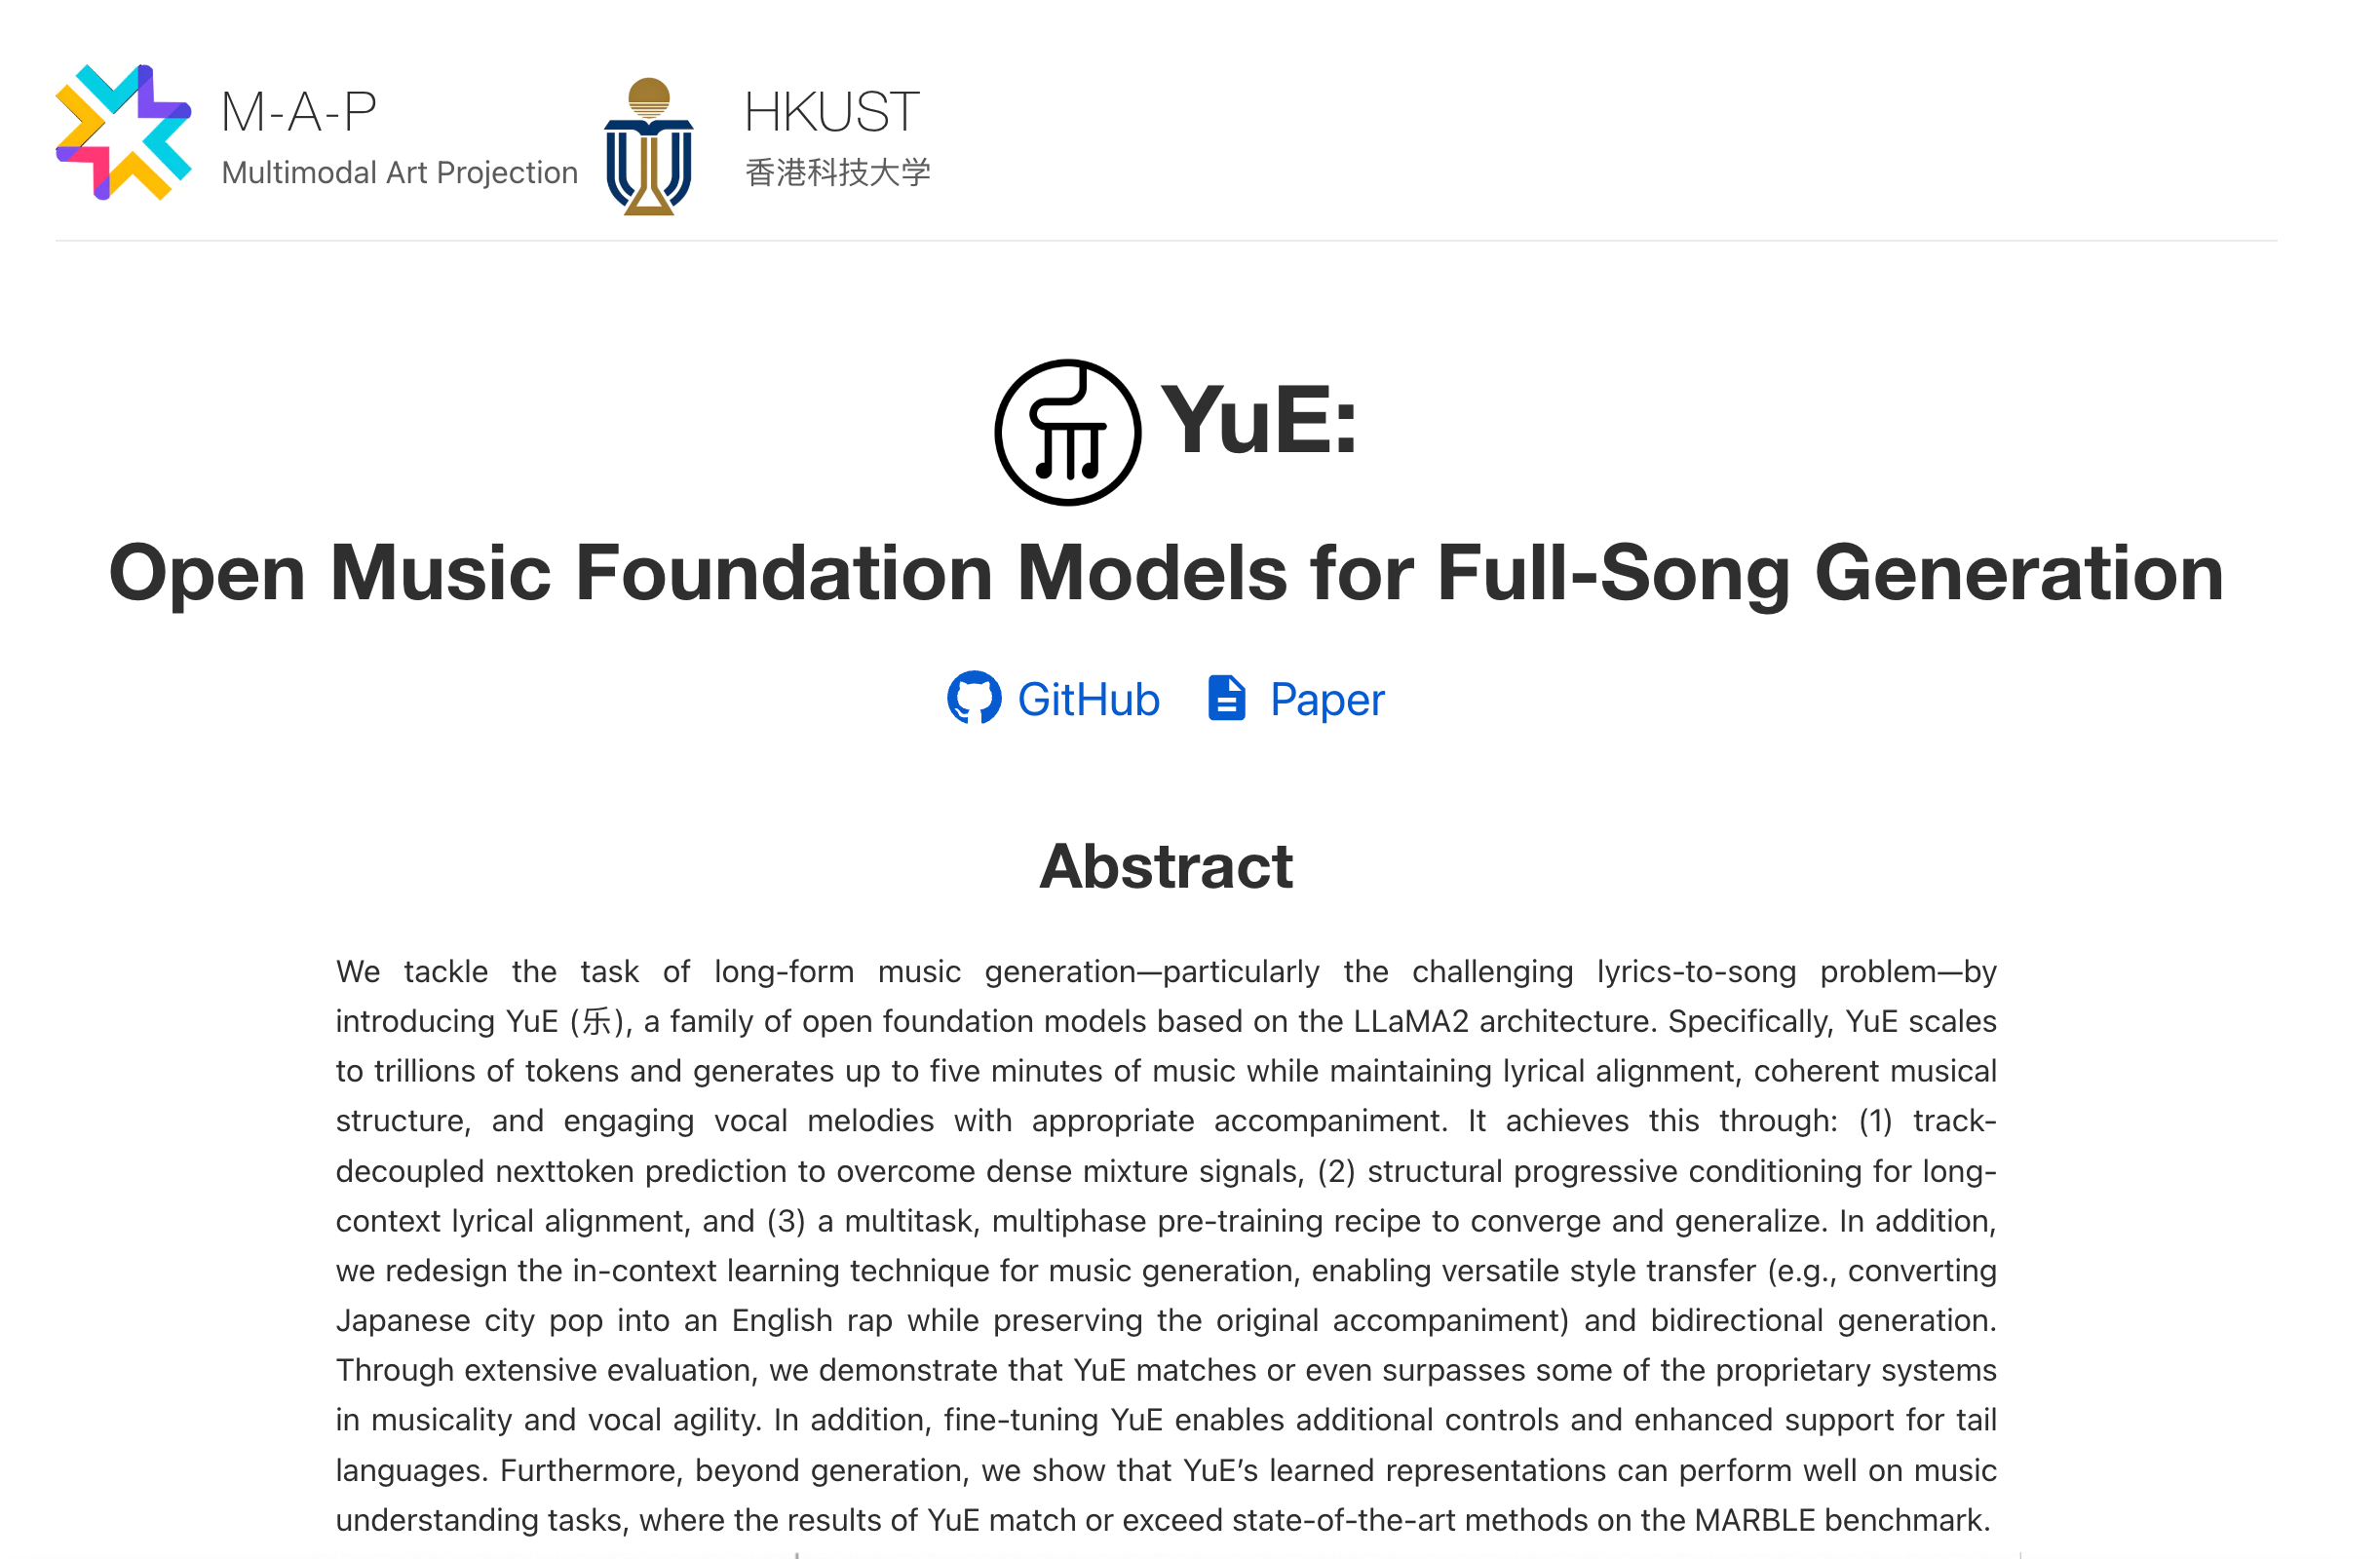 M-A-P
Multimodal Art Projection
HKUST
香港科技大学
YuE:
Open Music Foundation Models for Full-Song Generation
GitHub Paper
Abstract
We tackle the task of long-form music generation—particularly the challenging lyrics-to-song problem—by
introducing YuE (乐), a family of open foundation models based on the LLaMA2 architecture. Specifically, YuE scales
to trillions of tokens and generates up to five minutes of music while maintaining lyrical alignment, coherent musical
structure, and engaging vocal melodies with appropriate accompaniment. It achieves this through: (1) track-
decoupled nexttoken prediction to overcome dense mixture signals, (2) structural progressive conditioning for long-
context lyrical alignment, and (3) a multitask, multiphase pre-training recipe to converge and generalize. In addition,
we redesign the in-context learning technique for music generation, enabling versatile style transfer (e.g., converting
Japanese city pop into an English rap while preserving the original accompaniment) and bidirectional generation.
Through extensive evaluation, we demonstrate that YuE matches or even surpasses some of the proprietary systems
in musicality and vocal agility. In addition, fine-tuning YuE enables additional controls and enhanced support for tail
languages. Furthermore, beyond generation, we show that YuE’s learned representations can perform well on music
understanding tasks, where the results of YuE match or exceed state-of-the-art methods on the MARBLE benchmark.